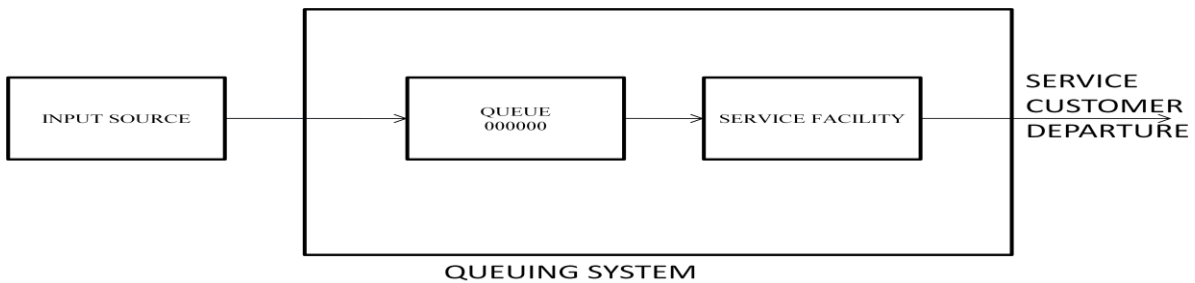 INPUT SOURCE
QUEUE
000000
SERVICE FACILITY
SERVICE
CUSTOMER
DEPARTURE
QUEUING SYSTEM